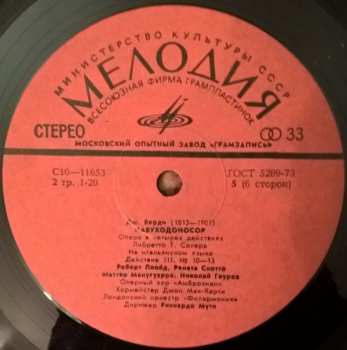 МИНИСТЕРСТВО КУЛЬТУРЫ СССР
МЕЛОДИЯ
ВСЕСОЮЗНАЯ ФИРМА ГРАМПЛАСТИНОК
СТЕРЕО
33
МОСКОВСКИЙ ОПЫТНЫЙ ЗАВОД «ГРАМЗАПИСЬ»
С10—11653
ГОСТ 5289-73
2 гр. 1-20
5 (6 сторон)
Дж. Верди (1813—1901)
НАВУХОДОНОСОР
Опера в четырех действиях
Либретто Т. Солера
На итальянском языке
Действие III, №№ 10—13
Роберт Ллойд, Рената Скотто
Маттео Манугуэрра, Николай Гяуров
Оперный хор «Амброзиан»
Хормейстер Джон Мак-Карти
Лондонский оркестр «Филармония»
Дирижер Риккардо Мути